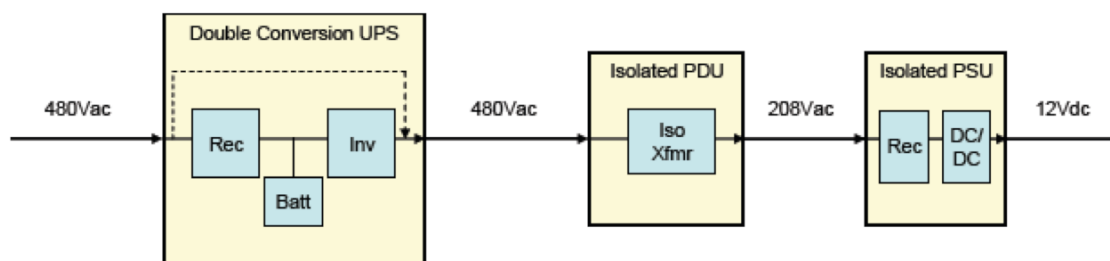 Double Conversion UPS
480Vac
Rec
Inv
Batt
480Vac
Isolated PDU
Iso
Xfmr
208Vac
Isolated PSU
Rec
DC/
DC
12Vdc